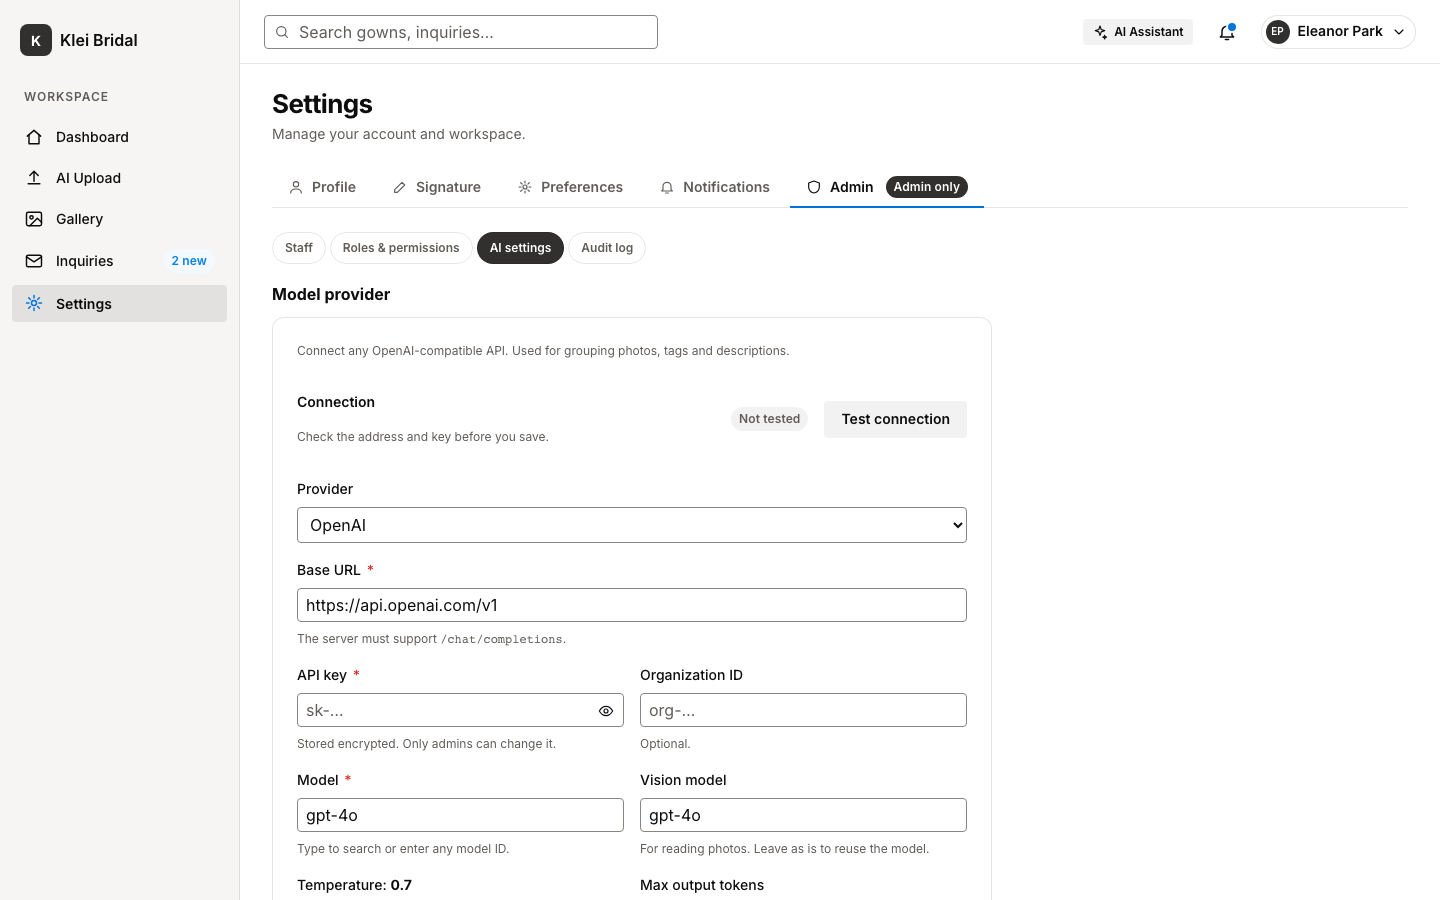 K Klei Bridal
Search gowns, inquiries...
AI Assistant
EP Eleanor Park
WORKSPACE
Dashboard
AI Upload
Gallery
Inquiries 2 new
Settings
Settings
Manage your account and workspace.
Profile Signature Preferences Notifications Admin Admin only
Staff Roles & permissions AI settings Audit log
Model provider
Connect any OpenAI-compatible API. Used for grouping photos, tags and descriptions.
Connection
Check the address and key before you save.
Not tested Test connection
Provider
OpenAI
Base URL *
https://api.openai.com/v1
The server must support /chat/completions.
API key * Organization ID
sk-... org-...
Stored encrypted. Only admins can change it. Optional.
Model * Vision model
gpt-4o gpt-4o
Type to search or enter any model ID. For reading photos. Leave as is to reuse the model.
Temperature: 0.7 Max output tokens